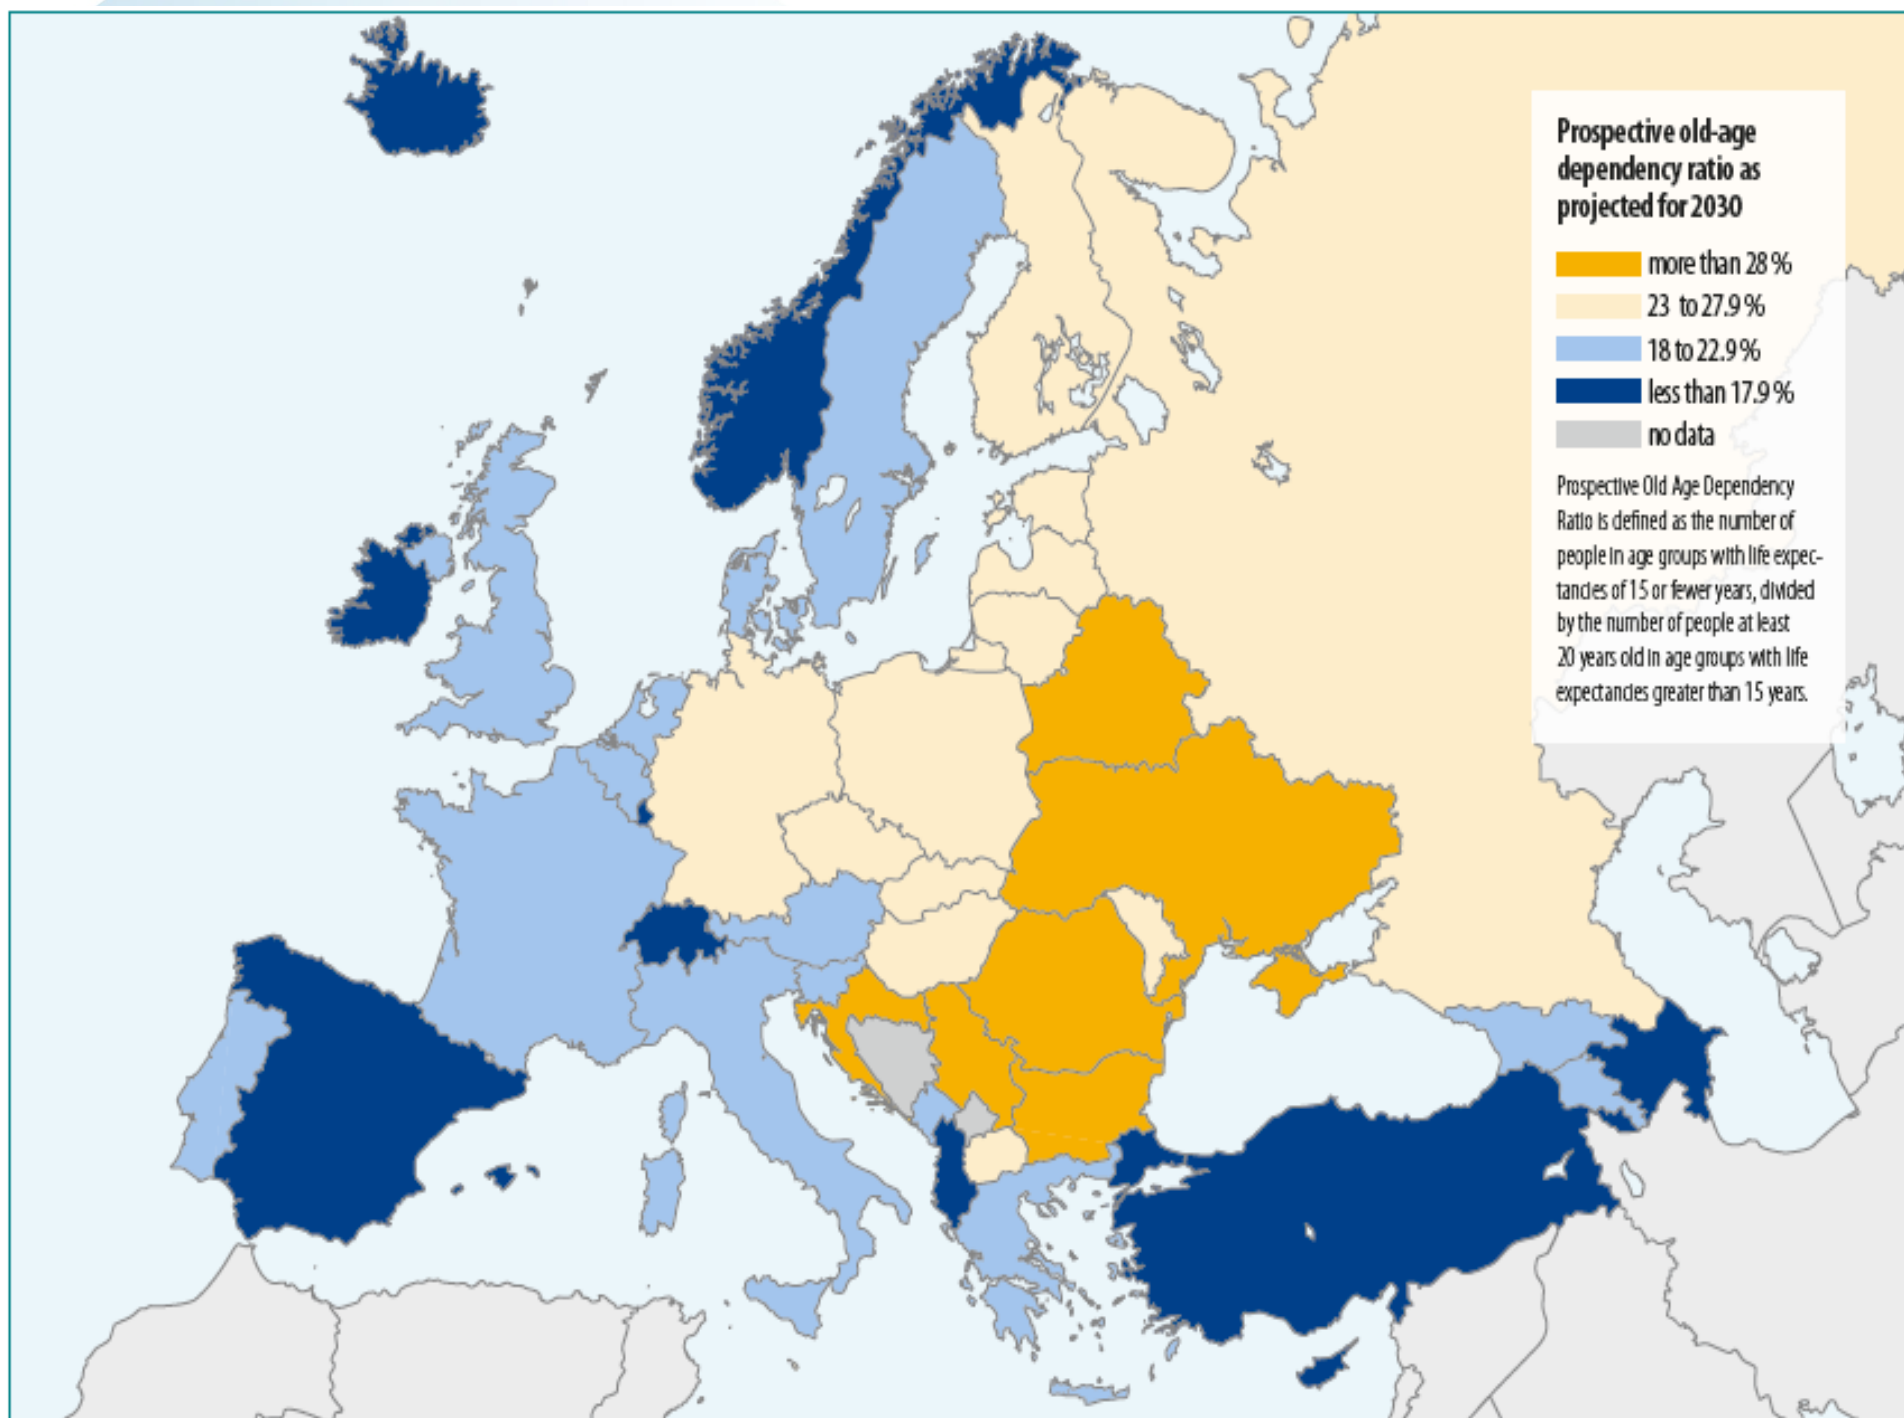 Prospective old-age
dependency ratio as
projected for 2030
more than 28 %
23 to 27.9 %
18 to 22.9 %
less than 17.9 %
no data
Prospective Old Age Dependency
Ratio is defined as the number of
people in age groups with life expec-
tancies of 15 or fewer years, divided
by the number of people at least
20 years old in age groups with life
expectancies greater than 15 years.